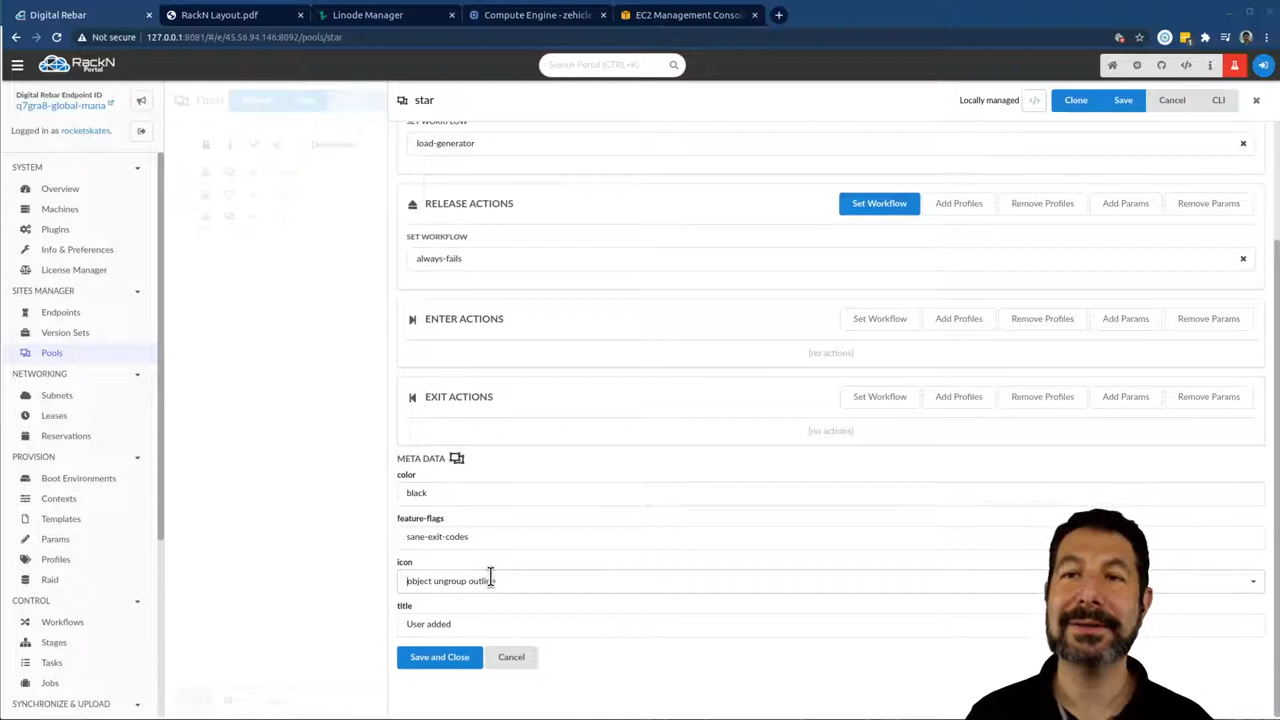 Digital Rebar
RackN Layout.pdf
Linode Manager
Compute Engine - zehicle
EC2 Management Consol
Not secure | 127.0.0.1:8081/#/e/45.56.94.146:8092/pools/star
RackN
Portal
Search Portal (CTRL+K)
Digital Rebar Endpoint ID
q7gra8-global-mana
Logged in as rocketskates.
SYSTEM
Overview
Machines
Plugins
Info & Preferences
License Manager
SITES MANAGER
Endpoints
Version Sets
Pools
NETWORKING
Subnets
Leases
Reservations
PROVISION
Boot Environments
Contexts
Templates
Params
Profiles
Raid
CONTROL
Workflows
Stages
Tasks
Jobs
SYNCHRONIZE & UPLOAD
Pools
Description
10
star
Locally managed
Clone
Save
Cancel
CLI
SET WORKFLOW
load-generator
RELEASE ACTIONS
Set Workflow
Add Profiles
Remove Profiles
Add Params
Remove Params
SET WORKFLOW
always-fails
ENTER ACTIONS
Set Workflow
Add Profiles
Remove Profiles
Add Params
Remove Params
[no actions]
EXIT ACTIONS
Set Workflow
Add Profiles
Remove Profiles
Add Params
Remove Params
[no actions]
META DATA
color
black
feature-flags
sane-exit-codes
icon
object ungroup outline
title
User added
Save and Close
Cancel